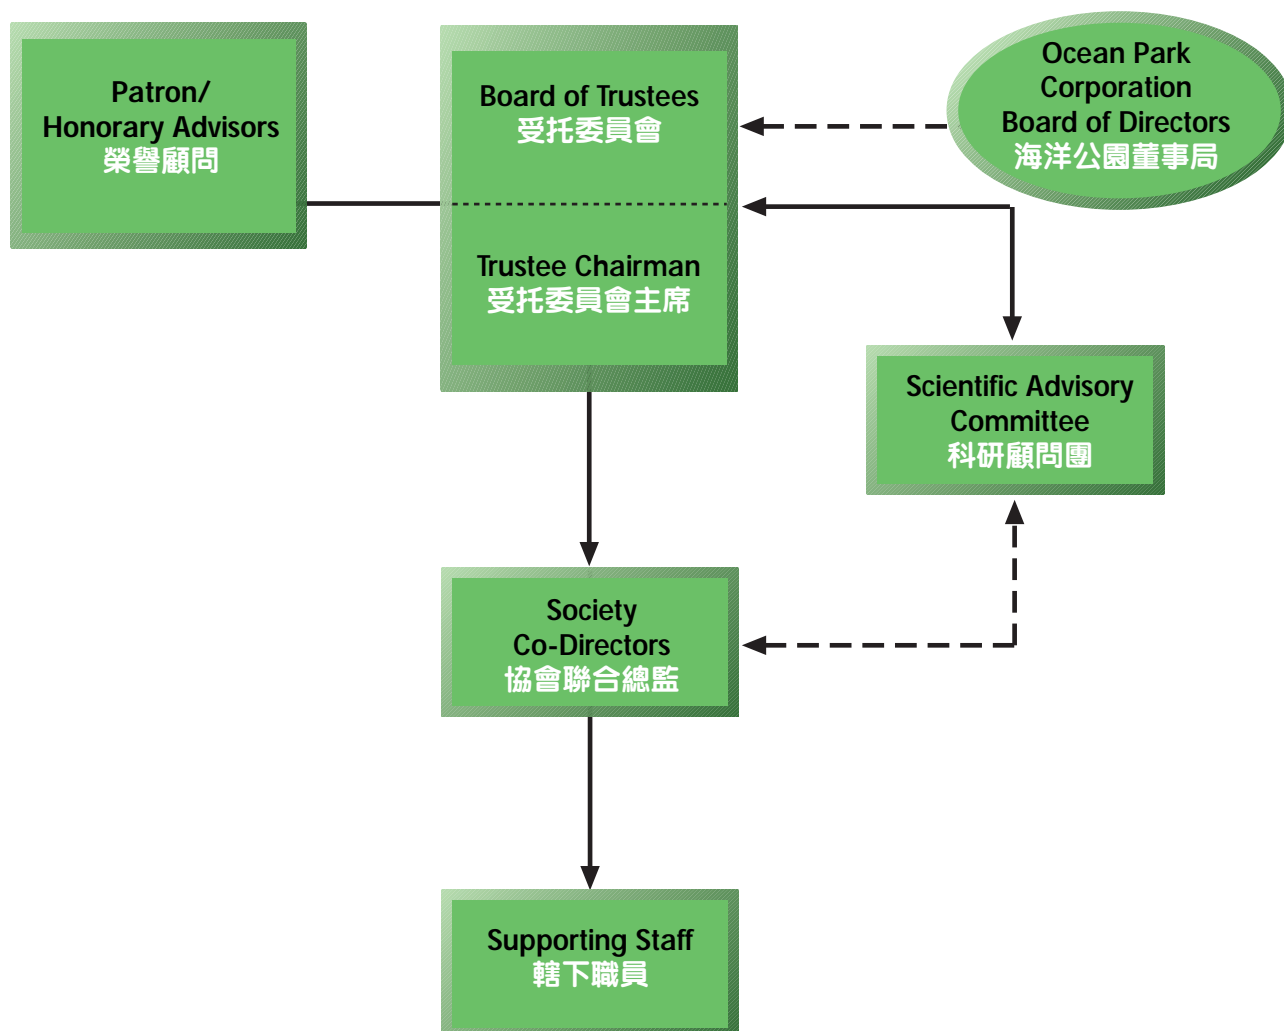 Patron/
Honorary Advisors
榮譽顧問
Board of Trustees
受托委員會
Trustee Chairman
受托委員會主席
Ocean Park
Corporation
Board of Directors
海洋公園董事局
Scientific Advisory
Committee
科研顧問團
Society
Co-Directors
協會聯合總監
Supporting Staff
轄下職員